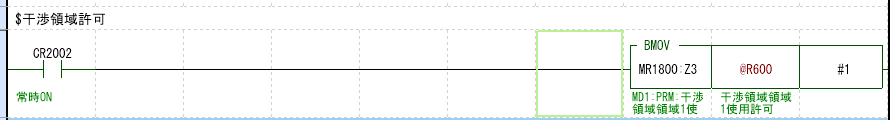 $干渉領域許可
CR2002
BMOV
MR1800:Z3
@R600
#1
常時ON
MD1:PRM:干渉
領域領域1使
干渉領域領域
1使用許可